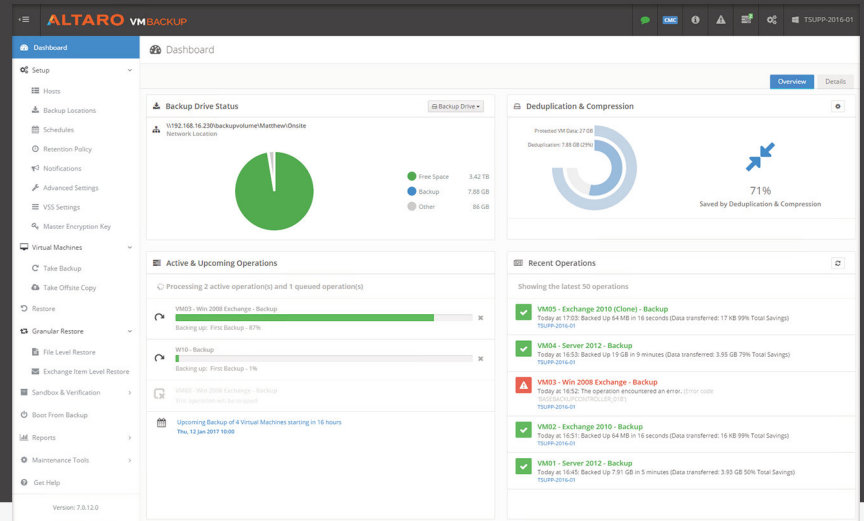 ALTARO VMBACKUP
CMC
TSUPP-2016-01
Dashboard
Setup
Hosts
Backup Locations
Schedules
Retention Policy
Notifications
Advanced Settings
VSS Settings
Master Encryption Key
Virtual Machines
Take Backup
Take Offsite Copy
Restore
Granular Restore
File Level Restore
Exchange Item Level Restore
Sandbox & Verification
Boot From Backup
Reports
Maintenance Tools
Get Help
Version: 7.0.12.0
Dashboard
Overview
Details
Backup Drive Status
Backup Drive
\\192.168.16.230\backupvolume\Matthew\Onsite
Network Location
Free Space 3.42 TB
Backup 7.88 GB
Other 86 GB
Deduplication & Compression
Protected VM Data: 27 GB
Deduplication: 7.88 GB (29%)
71%
Saved by Deduplication & Compression
Active & Upcoming Operations
Processing 2 active operation(s) and 1 queued operation(s)
VM03 - Win 2008 Exchange - Backup
Backing up: First Backup - 87%
W10 - Backup
Backing up: First Backup - 1%
Win 2008 Exchange - Backup
This operation will be
Upcoming Backup of 4 Virtual Machines starting in 16 hours
Thu, 12 Jan 2017 10:00
Recent Operations
Showing the latest 50 operations
VM05 - Exchange 2010 (Clone) - Backup
Today at 17:03: Backed Up 64 MB in 16 seconds (Data transferred: 17 KB 99% Total Savings)
TSUPP-2016-01
VM04 - Server 2012 - Backup
Today at 16:53: Backed Up 19 GB in 9 minutes (Data transferred: 3.95 GB 79% Total Savings)
TSUPP-2016-01
VM03 - Win 2008 Exchange - Backup
Today at 16:52: The operation encountered an error. (Error code
'BASEBACKUPCONTROLLER_018')
TSUPP-2016-01
VM02 - Exchange 2010 - Backup
Today at 16:51: Backed Up 64 MB in 16 seconds (Data transferred: 16 KB 99% Total Savings)
TSUPP-2016-01
VM01 - Server 2012 - Backup
Today at 16:45: Backed Up 7.91 GB in 5 minutes (Data transferred: 3.93 GB 50% Total Savings)
TSUPP-2016-01